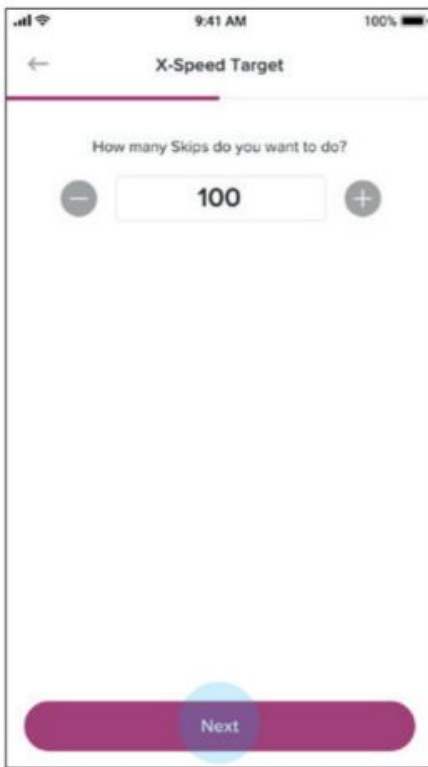 9:41 AM 100%
X-Speed Target
How many Skips do you want to do?
100
Next